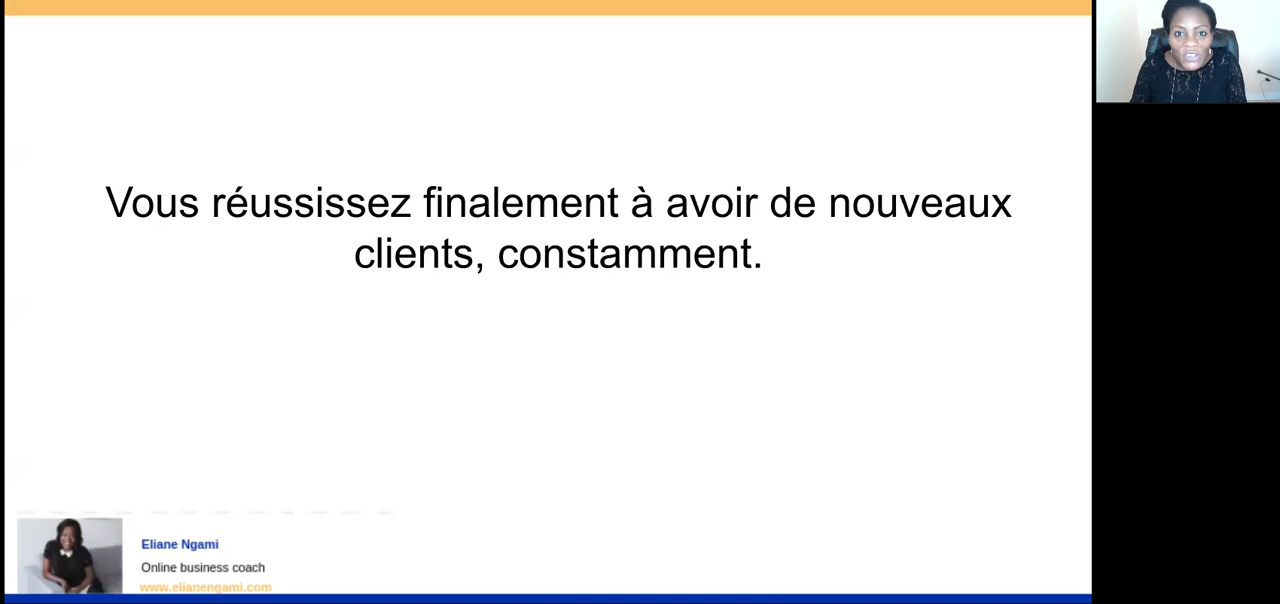 Vous réussissez finalement à avoir de nouveaux
clients, constamment.
Eliane Ngami
Online business coach
www.elianengami.com